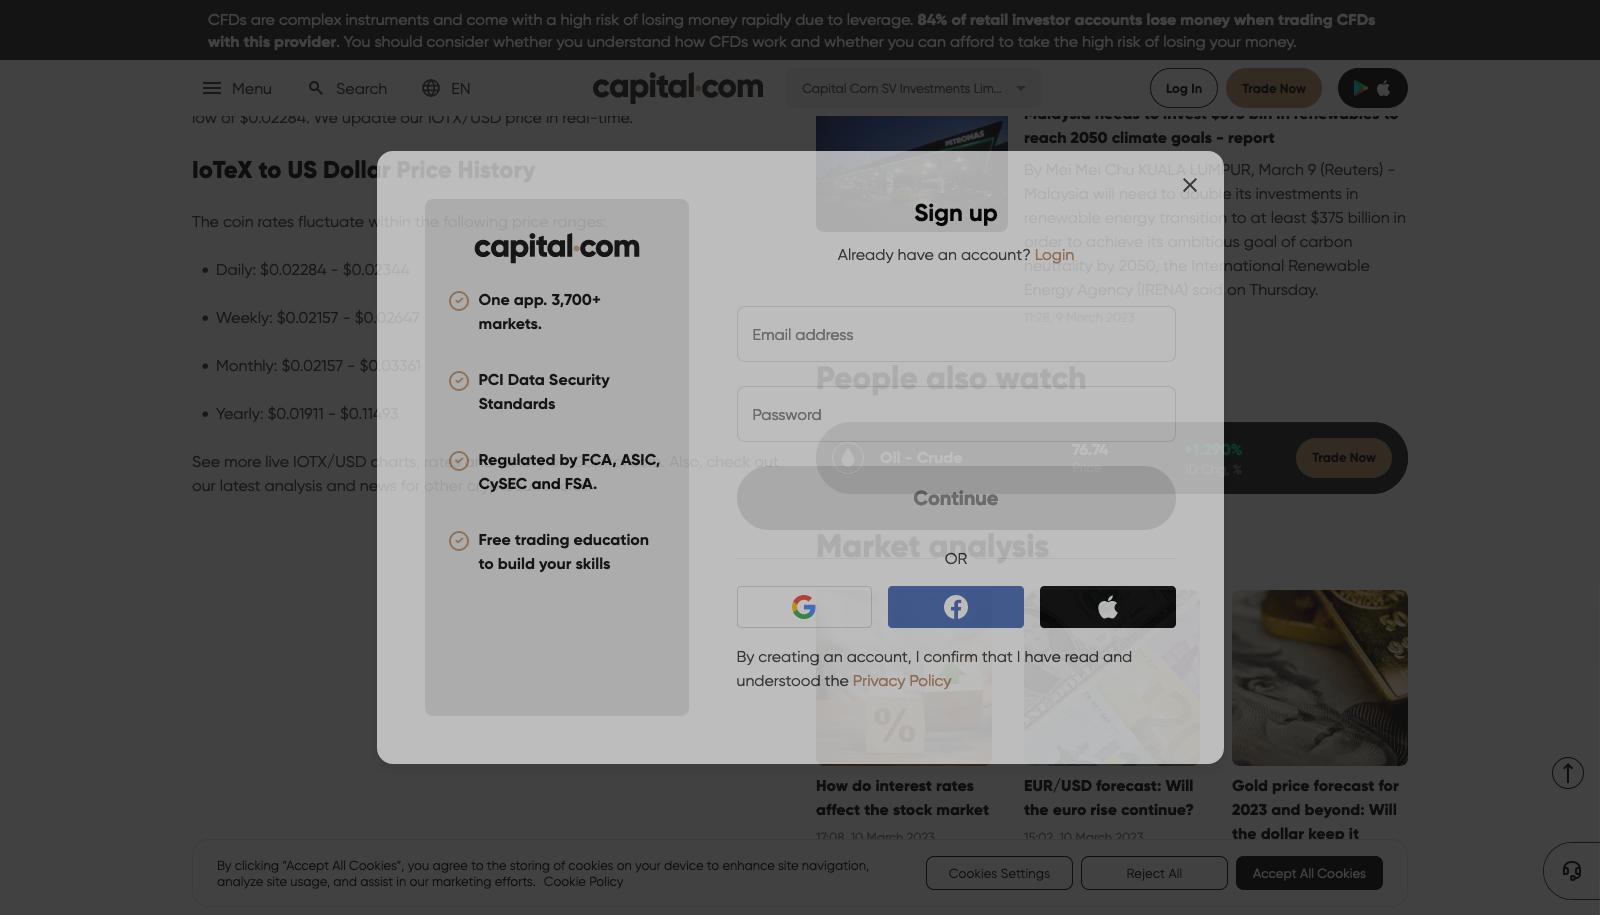 CFDs are complex instruments and come with a high risk of losing money rapidly due to leverage. 84% of retail investor accounts lose money when trading CFDs
with this provider. You should consider whether you understand how CFDs work and whether you can afford to take the high risk of losing your money.
Menu
Search
EN
capital.com
Capital Com SV Investments Lim...
Log In
Trade Now
low of $0.02284. We update our IOTX/USD price in real-time.
IoTeX to US Dollar Price History
The coin rates fluctuate within the following price ranges:
Daily: $0.02284 - $0.02344
Weekly: $0.02157 - $0.02647
Monthly: $0.02157 - $0.03361
Yearly: $0.01911 - $0.11493
See more live IOTX/USD charts, Also, check out
our latest analysis and news for other
PETRONAS
Malaysia needs to invest $375 bln in renewables to
reach 2050 climate goals - report
By Mei Mei Chu KUALA LUMPUR, March 9 (Reuters) -
Malaysia will need to double its investments in
renewable energy transition to at least $375 billion in
order to achieve its ambitious goal of carbon
neutrality by 2050, the International Renewable
Energy Agency (IRENA) said on Thursday.
11:28, 9 March 2023
capital.com
One app. 3,700+
markets.
PCI Data Security
Standards
Regulated by FCA, ASIC,
CySEC and FSA.
Free trading education
to build your skills
Sign up
Already have an account? Login
Email address
Password
Continue
OR
By creating an account, I confirm that I have read and
understood the Privacy Policy
People also watch
Oil - Crude
76.74
Price
+1.290%
1D Chg, %
Trade Now
Market analysis
%
How do interest rates
affect the stock market
17:08, 10 March 2023
EUR/USD forecast: Will
the euro rise continue?
15:02, 10 March 2023
Gold price forecast for
2023 and beyond: Will
the dollar keep it
By clicking “Accept All Cookies”, you agree to the storing of cookies on your device to enhance site navigation,
analyze site usage, and assist in our marketing efforts. Cookie Policy
Cookies Settings
Reject All
Accept All Cookies